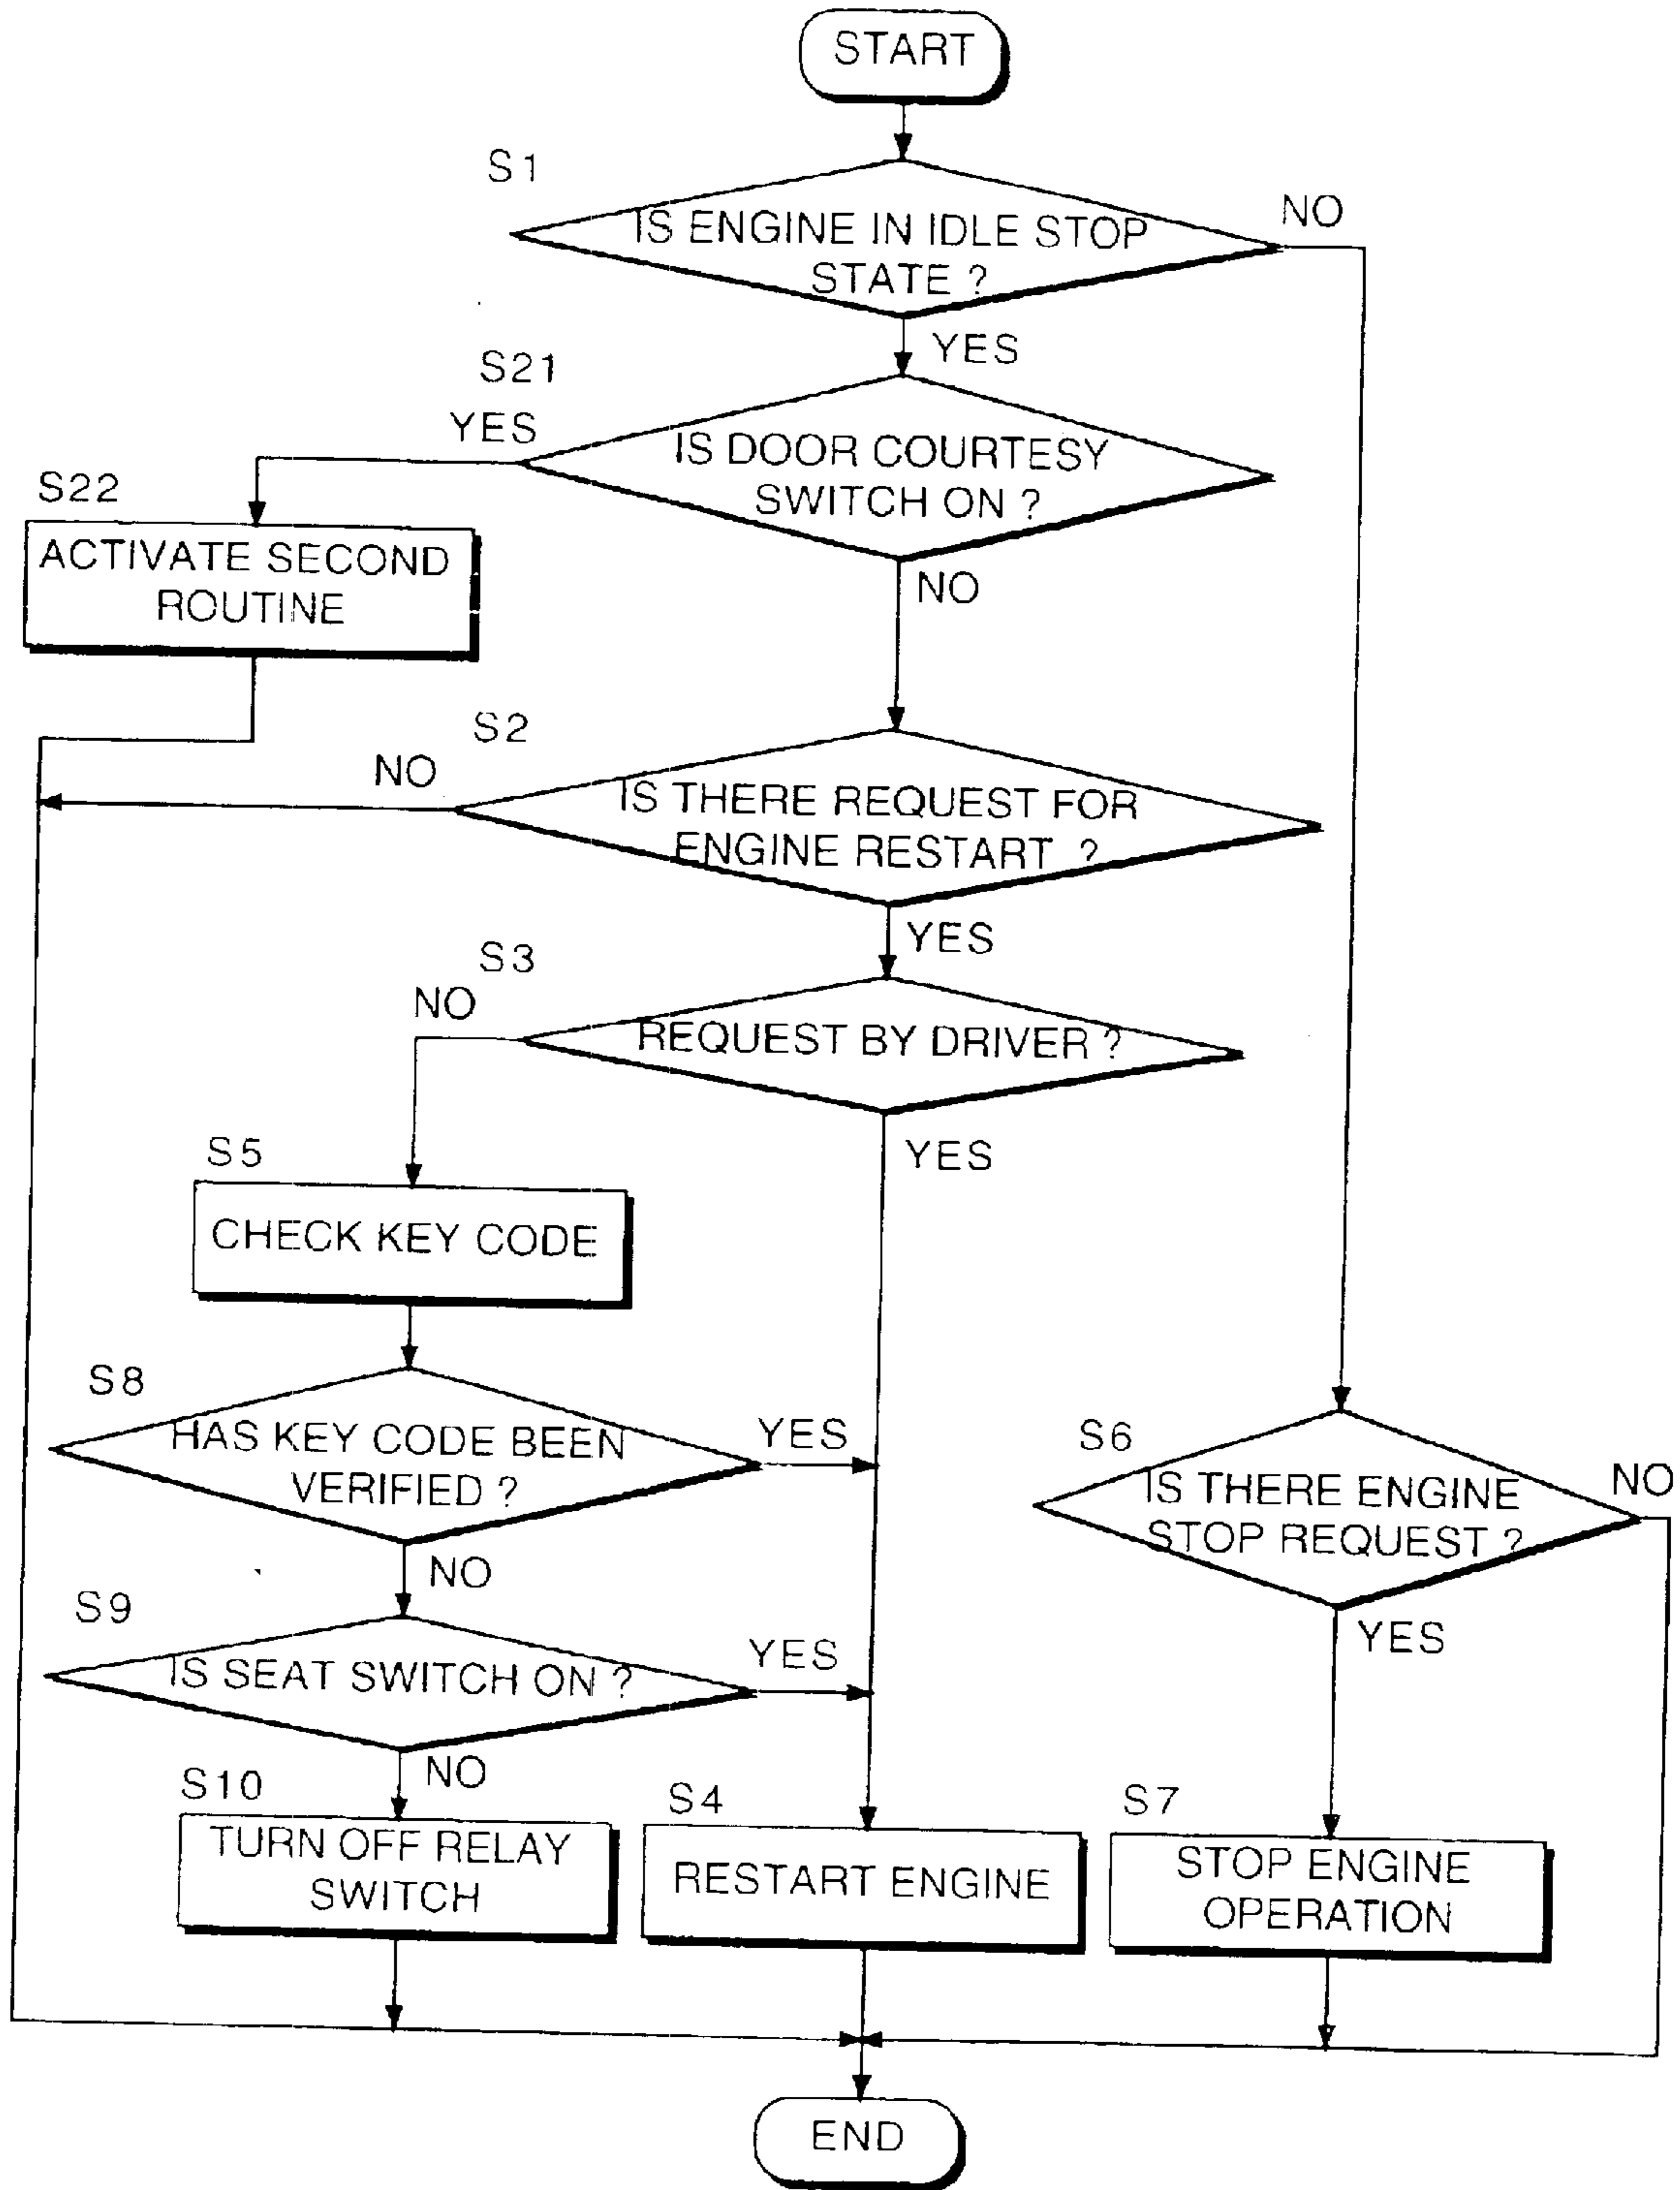 START
S1
IS ENGINE IN IDLE STOP
STATE ?
NO
YES
S21
YES
IS DOOR COURTESY
SWITCH ON ?
NO
S22
ACTIVATE SECOND
ROUTINE
S2
NO
IS THERE REQUEST FOR
ENGINE RESTART ?
YES
S3
NO
REQUEST BY DRIVER ?
YES
S5
CHECK KEY CODE
S8
HAS KEY CODE BEEN
VERIFIED ?
YES
NO
S6
IS THERE ENGINE
STOP REQUEST ?
NO
YES
S9
IS SEAT SWITCH ON ?
YES
NO
S10
TURN OFF RELAY
SWITCH
S4
RESTART ENGINE
S7
STOP ENGINE
OPERATION
END